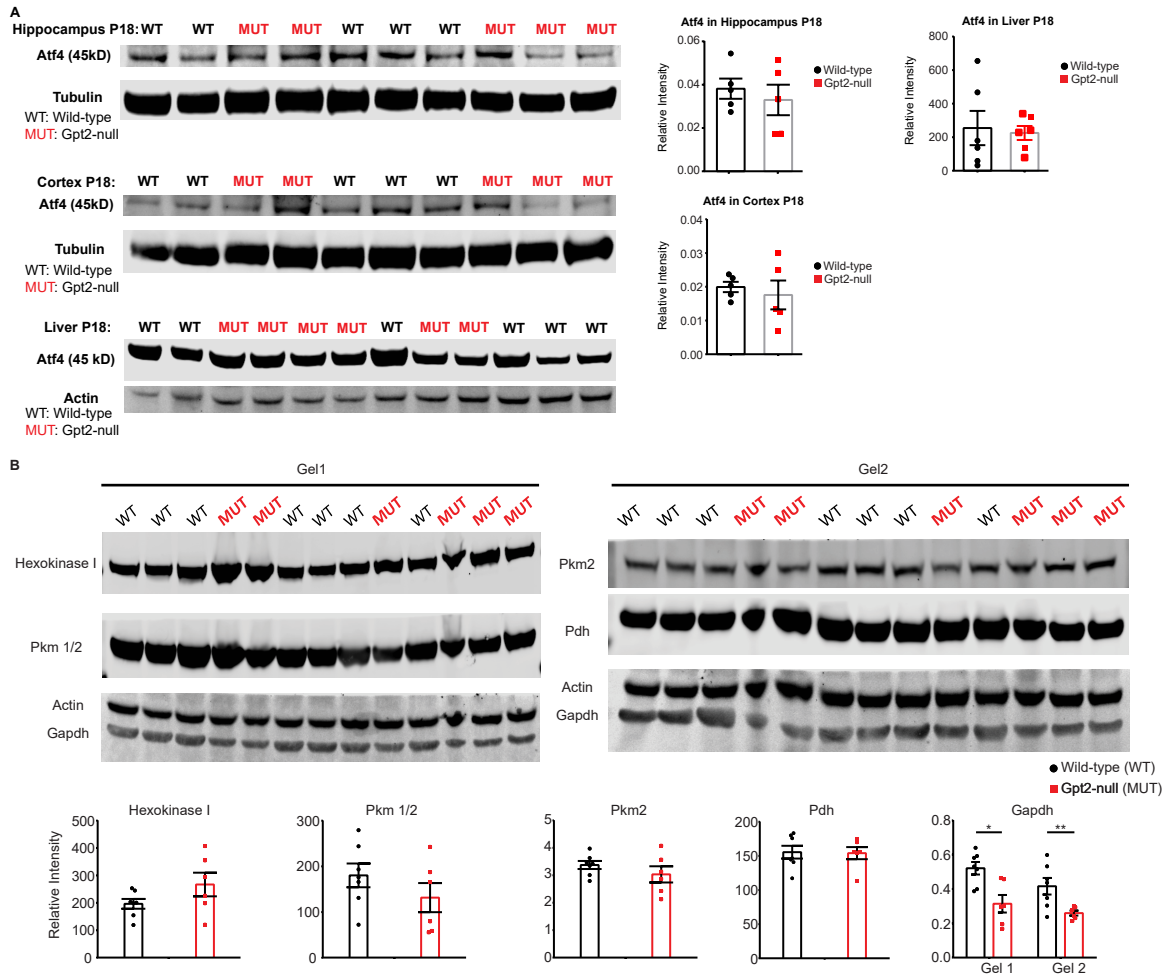 A
Hippocampus P18: WT WT MUT MUT WT WT WT MUT MUT MUT
Atf4 (45kD)
Tubulin
WT: Wild-type
MUT: Gpt2-null
Cortex P18: WT WT MUT MUT WT WT WT MUT MUT MUT
Atf4 (45kD)
Tubulin
WT: Wild-type
MUT: Gpt2-null
Liver P18: WT WT MUT MUT MUT MUT WT MUT MUT WT WT WT
Atf4 (45 kD)
Actin
WT: Wild-type
MUT: Gpt2-null
Atf4 in Hippocampus P18
Relative Intensity
0.06
0.04
0.02
0.00
Wild-type
Gpt2-null
Atf4 in Liver P18
Relative Intensity
800
600
400
200
0
Wild-type
Gpt2-null
Atf4 in Cortex P18
Relative Intensity
0.04
0.03
0.02
0.01
0.00
Wild-type
Gpt2-null
B
Gel1
WT WT WT MUT MUT WT WT WT MUT WT MUT MUT MUT
Hexokinase I
Pkm 1/2
Actin
Gapdh
Gel2
WT WT WT MUT MUT WT WT WT MUT WT MUT MUT MUT
Pkm2
Pdh
Actin
Gapdh
Wild-type (WT)
Gpt2-null (MUT)
Hexokinase I
Relative Intensity
500
400
300
200
100
0
Pkm 1/2
300
200
100
0
Pkm2
5
4
3
2
1
0
Pdh
200
150
100
50
0
Gapdh
0.8
0.6
0.4
0.2
0.0
* **
Gel 1 Gel 2